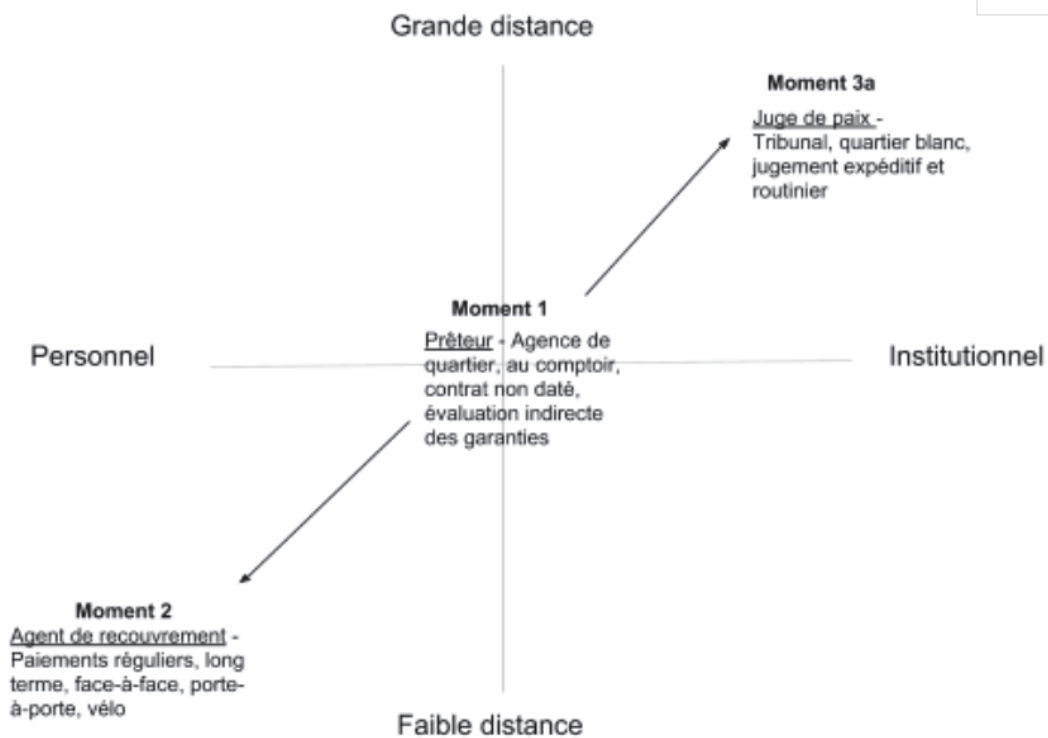 Grande distance
Moment 3a
Juge de paix -
Tribunal, quartier blanc,
jugement expéditif et
routinier
Moment 1
Prêteur - Agence de
quartier, au comptoir,
contrat non daté,
évaluation indirecte
des garanties
Personnel
Institutionnel
Moment 2
Agent de recouvrement -
Paiements réguliers, long
terme, face-à-face, porte-
à-porte, vélo
Faible distance